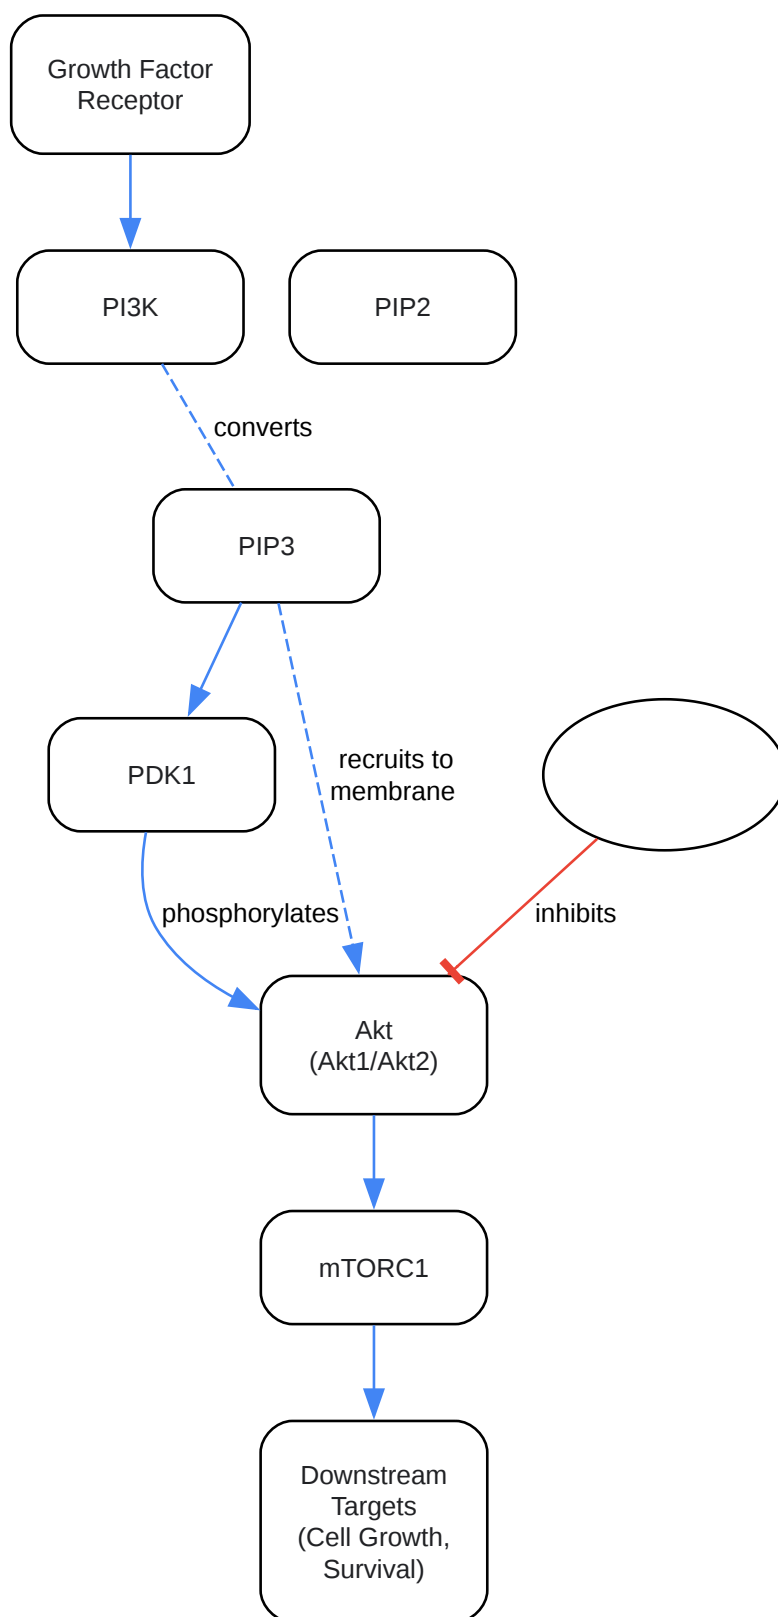 Growth Factor
Receptor
PI3K
PIP2
converts
PIP3
PDK1
recruits to
membrane
phosphorylates
inhibits
Akt
(Akt1/Akt2)
mTORC1
Downstream
Targets
(Cell Growth,
Survival)